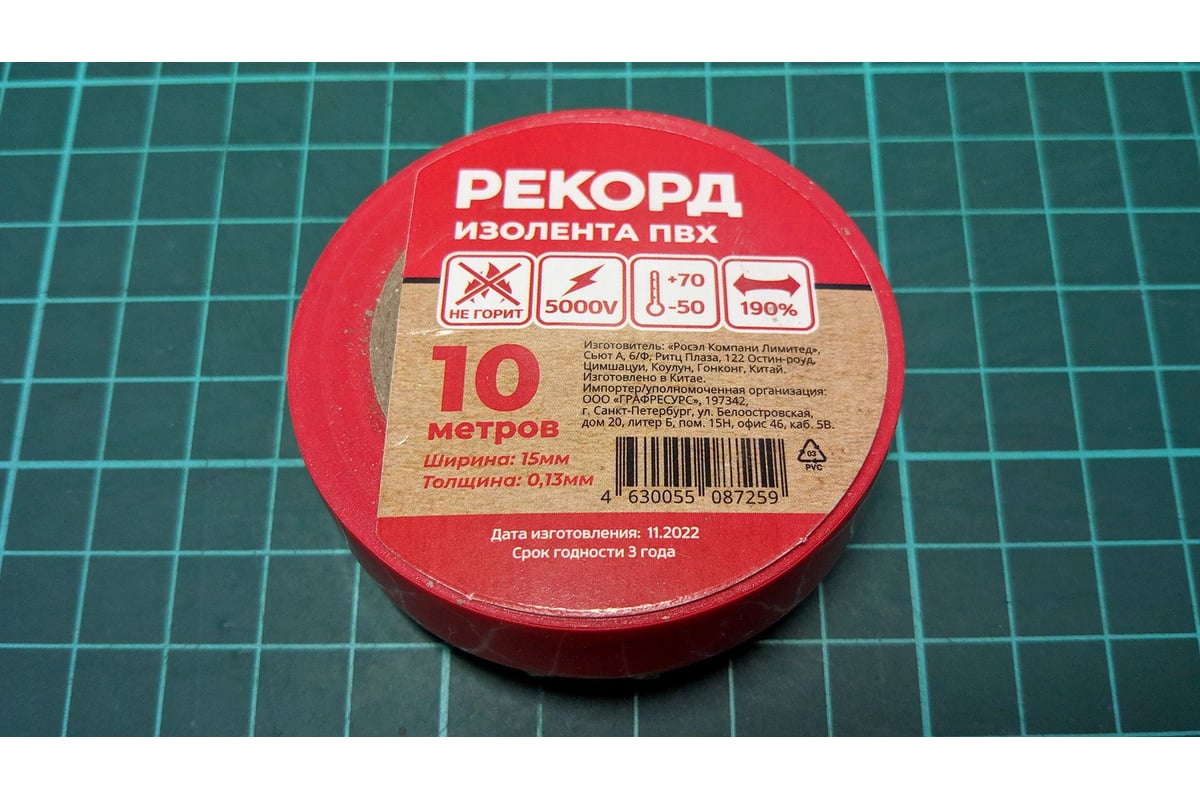 РЕКОРД
ИЗОЛЕНТА ПВХ
НЕ ГОРИТ
5000V
+70
-50
190%
10
метров
Ширина: 15мм
Толщина: 0,13мм
Изготовитель: «Росэл Компани Лимитед»,
Сьют А, 6/Ф, Ритц Плаза, 122 Остин-роуд,
Цимшацуи, Коулун, Гонконг, Китай.
Изготовлено в Китае.
Импортер/уполномоченная организация:
ООО «ГРАФРЕСУРС», 197342,
г. Санкт-Петербург, ул. Белоостровская,
дом 20, литер Б, пом. 15Н, офис 46, каб. 5В.
4 630055 087259
03
PVC
Дата изготовления: 11.2022
Срок годности 3 года